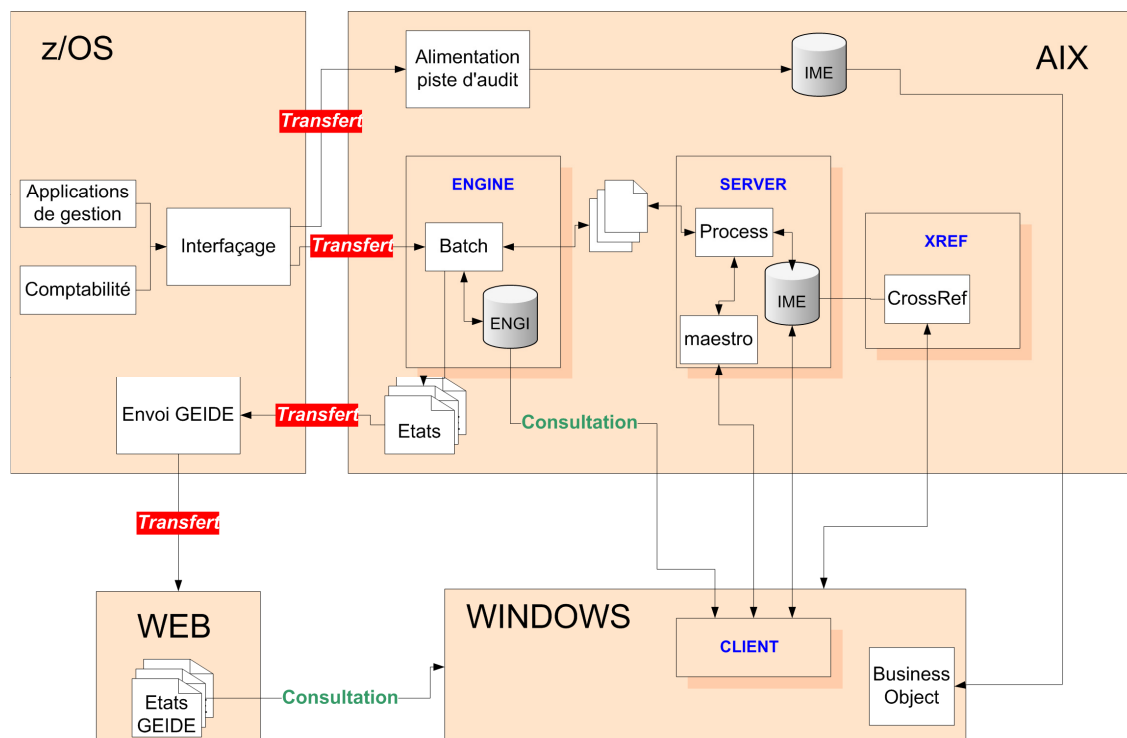 z/OS
AIX
Alimentation
piste d'audit
IME
Transfert
ENGINE
SERVER
Applications
de gestion
Interfaçage
Transfert
Batch
Process
XREF
Comptabilité
ENGI
IME
CrossRef
maestro
Envoi GEIDE
Transfert
Etats
Consultation
Transfert
WEB
WINDOWS
CLIENT
Etats
GEIDE
Consultation
Business
Object